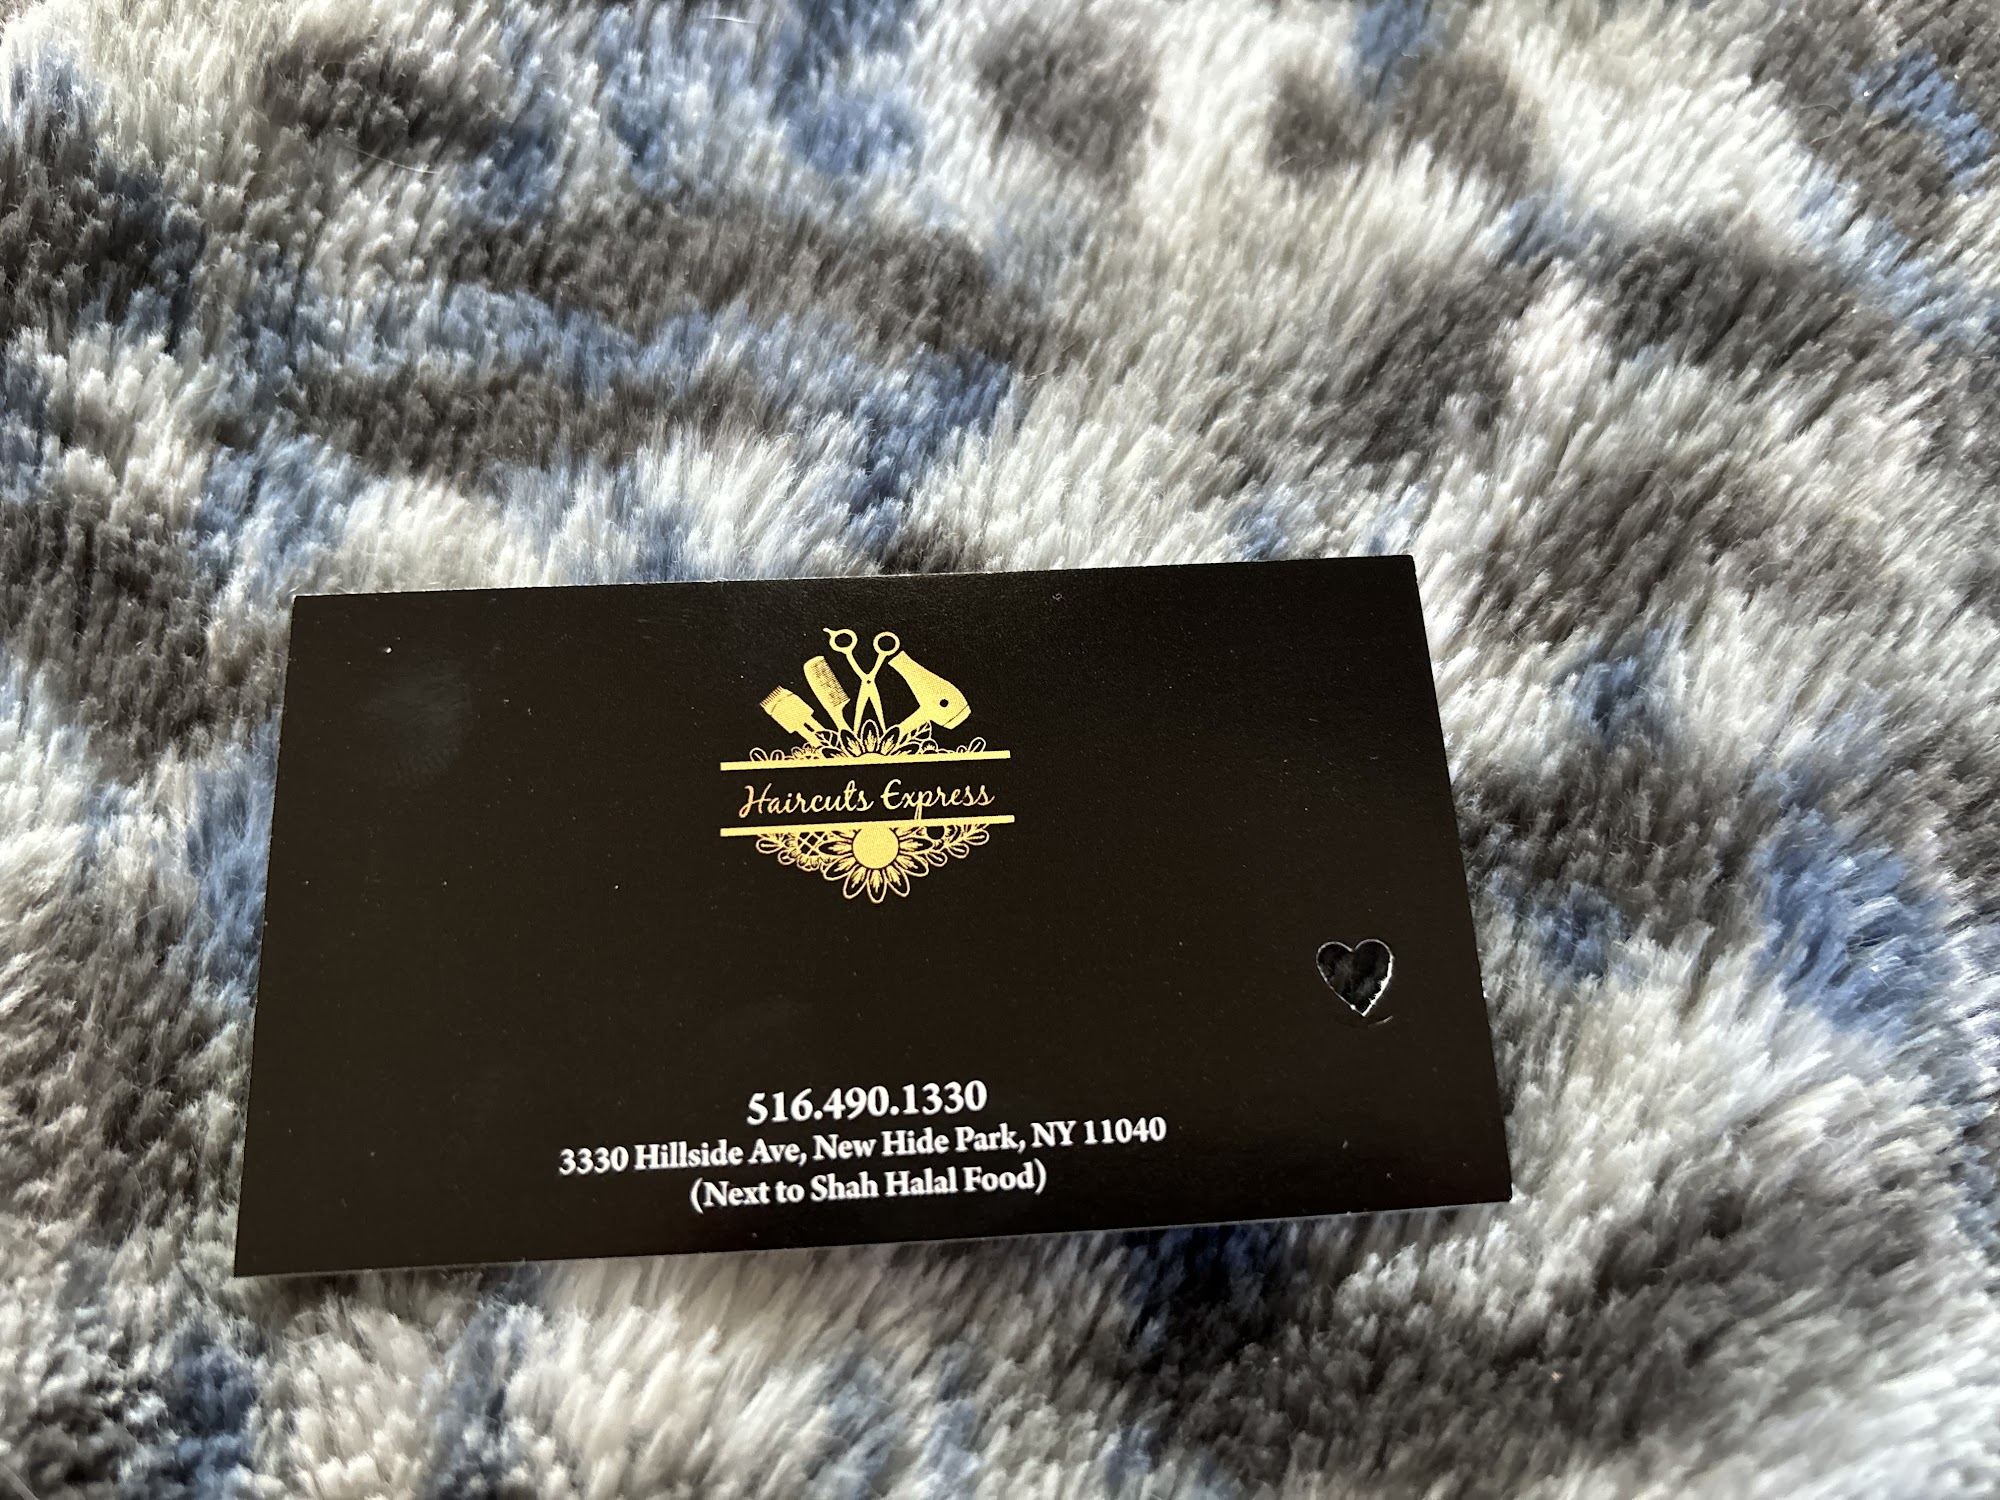 Haircuts Express
516.490.1330
3330 Hillside Ave, New Hide Park, NY 11040
(Next to Shah Halal Food)